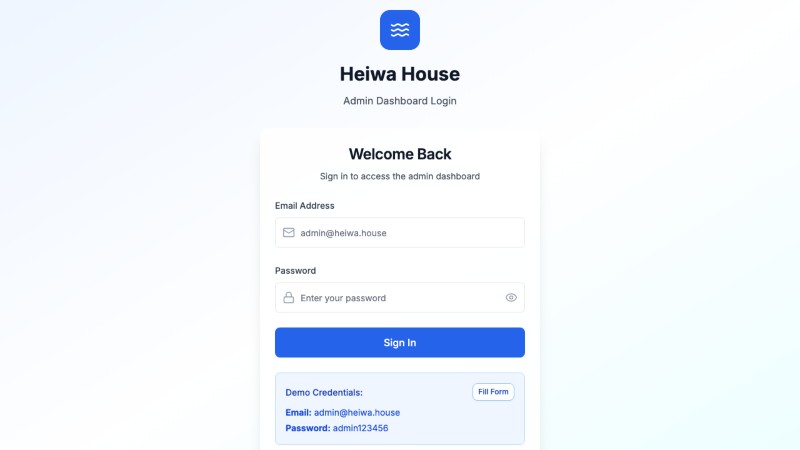 Heiwa House
Admin Dashboard Login
Welcome Back
Sign in to access the admin dashboard
Email Address
admin@heiwa.house
Password
Enter your password
Sign In
Demo Credentials:
Fill Form
Email: admin@heiwa.house
Password: admin123456